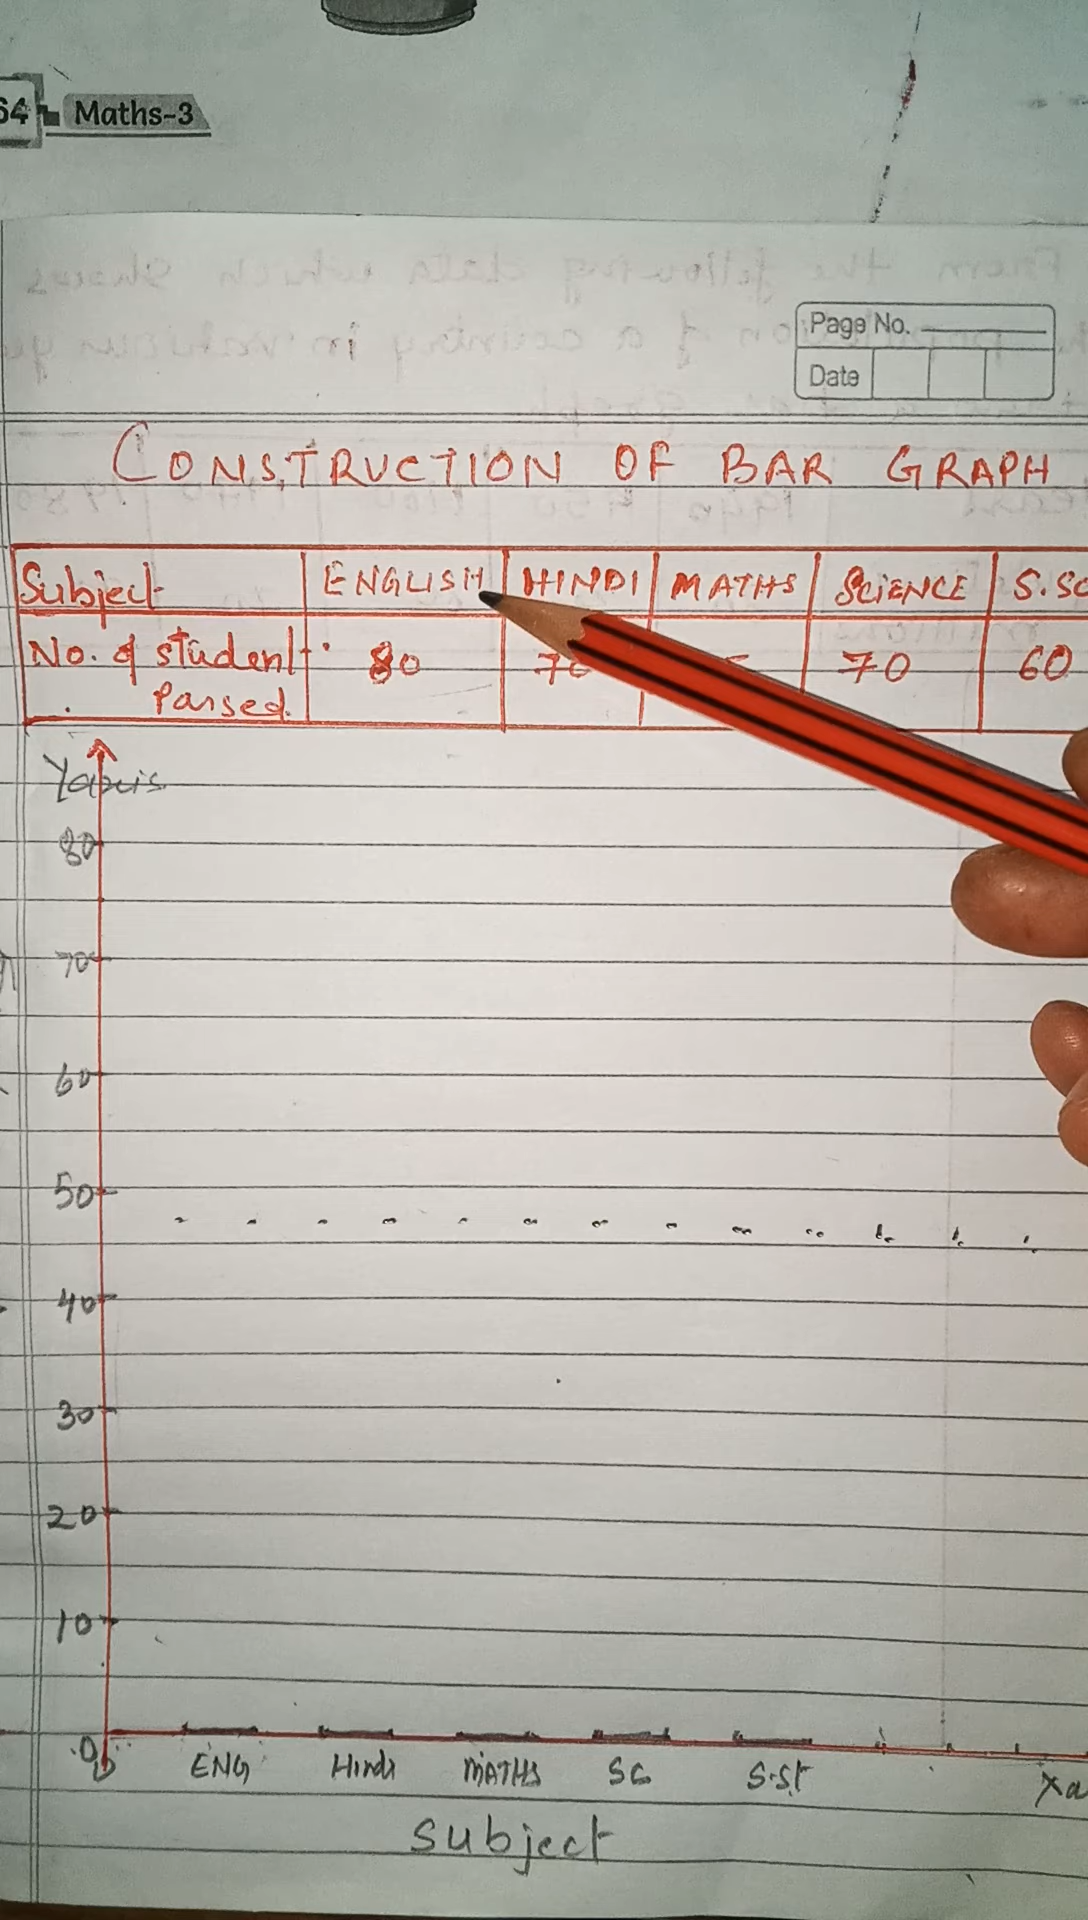 64 Maths-3
Page No.
Date
CONSTRUCTION OF BAR GRAPH
Subject ENGLISH HINDI MATHS SCIENCE S.Sc
No. of student 80 70 60
Passed.
Yaxis
80
70
60
50
40
30
20
10
0
ENG Hindi MATHS SC S.St
Xa
Subject